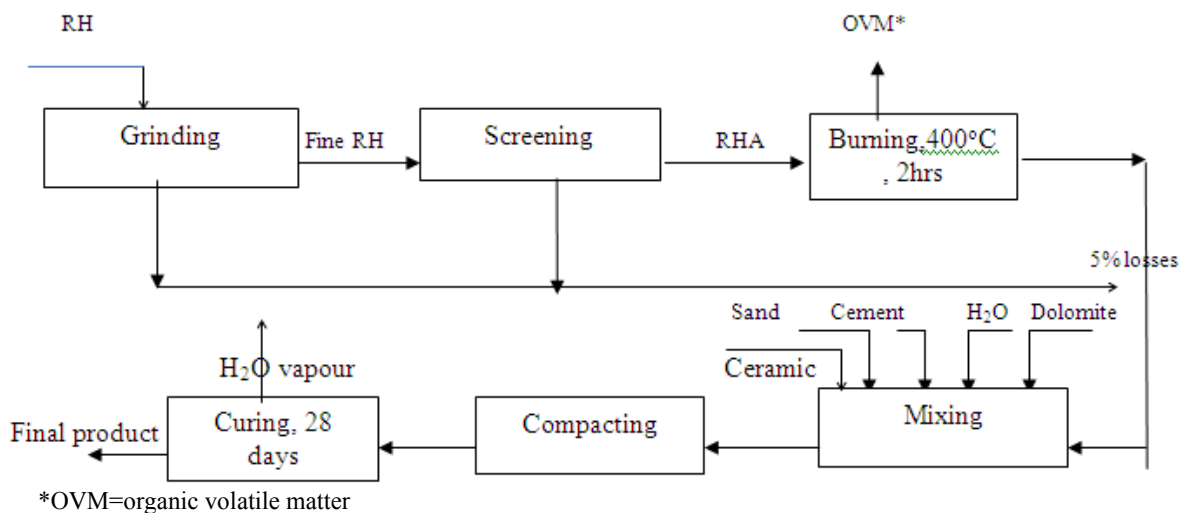 RH
OVM*
Grinding
Fine RH
Screening
RHA
Burning,400°C
, 2hrs
5% losses
Sand
Cement
H₂O
Dolomite
Ceramic
H₂O vapour
Final product
Curing, 28
days
Compacting
Mixing
*OVM=organic volatile matter